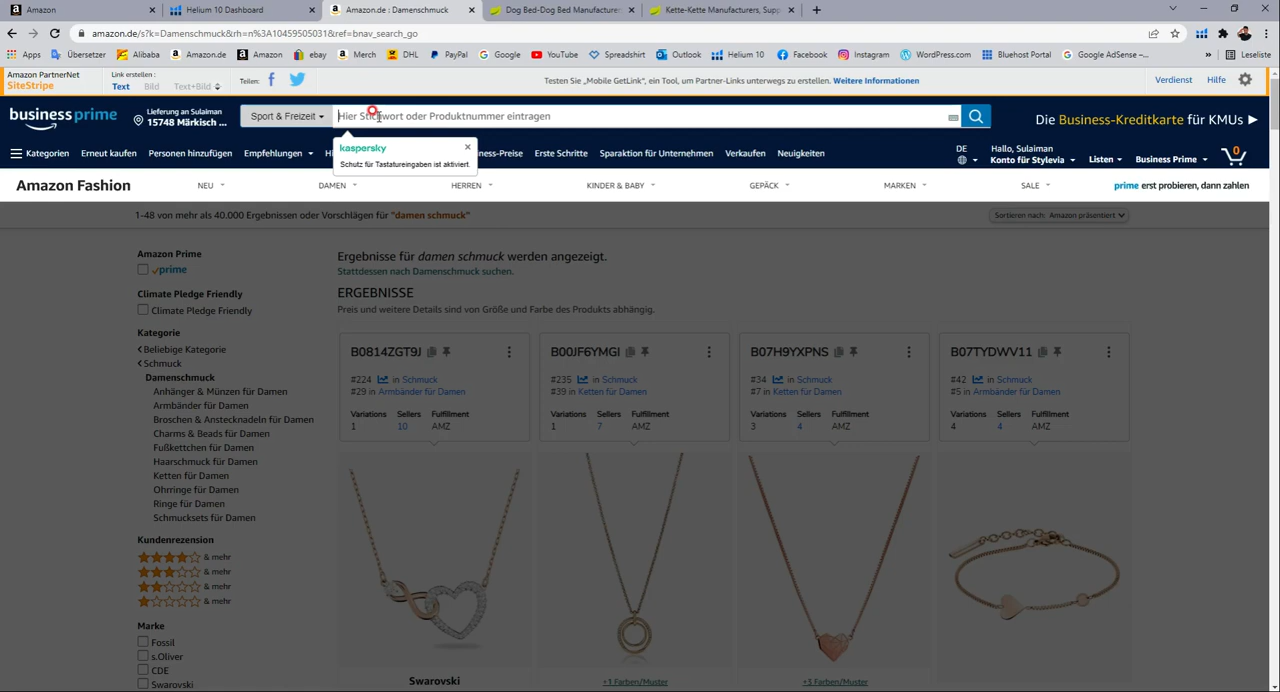 Amazon
Helium 10 Dashboard
Amazon.de : Damenschmuck
Dog Bed-Dog Bed Manufacturer
Kette-Kette Manufacturers, Supp
amazon.de/s?k=Damenschmuck&rh=n%3A10459505031&ref=bnav_search_go
Apps
Übersetzer
Alibaba
Amazon.de
Amazon
ebay
Merch
DHL
PayPal
Google
YouTube
Spreadshirt
Outlook
Helium 10
Facebook
Instagram
WordPress.com
Bluehost Portal
Google AdSense –...
»
Leseliste
Amazon PartnerNet
SiteStripe
Link erstellen :
Text Bild Text+Bild
Teilen:
Testen Sie „Mobile GetLink", ein Tool, um Partner-Links unterwegs zu erstellen. Weitere Informationen
Verdienst
Hilfe
business prime
Lieferung an Sulaiman
15748 Märkisch ...
Sport & Freizeit
Hier Stichwort oder Produktnummer eintragen
Die Business-Kreditkarte für KMUs
kaspersky
Schutz für Tastatureingaben ist aktiviert.
Kategorien
Erneut kaufen
Personen hinzufügen
Empfehlungen
ness-Preise
Erste Schritte
Sparaktion für Unternehmen
Verkaufen
Neuigkeiten
DE
Hallo, Sulaiman
Konto für Stylevia
Listen
Business Prime
0
Amazon Fashion
NEU
DAMEN
HERREN
KINDER & BABY
GEPÄCK
MARKEN
SALE
prime erst probieren, dann zahlen
1-48 von mehr als 40.000 Ergebnissen oder Vorschlägen für "damen schmuck"
Sortieren nach: Amazon präsentiert
Amazon Prime
prime
Climate Pledge Friendly
Climate Pledge Friendly
Kategorie
Beliebige Kategorie
Schmuck
Damenschmuck
Anhänger & Münzen für Damen
Armbänder für Damen
Broschen & Anstecknadeln für Damen
Charms & Beads für Damen
Fußkettchen für Damen
Haarschmuck für Damen
Ketten für Damen
Ohrringe für Damen
Ringe für Damen
Schmucksets für Damen
Kundenrezension
& mehr
& mehr
& mehr
& mehr
Marke
Fossil
s.Oliver
CDE
Swarovski
Ergebnisse für damen schmuck werden angezeigt.
Stattdessen nach Damenschmuck suchen.
ERGEBNISSE
Preis und weitere Details sind von Größe und Farbe des Produkts abhängig.
B0814ZGT9J
#224 in Schmuck
#29 in Armbänder für Damen
Variations Sellers Fulfillment
1 10 AMZ
B00JF6YMGI
#235 in Schmuck
#39 in Ketten für Damen
Variations Sellers Fulfillment
1 7 AMZ
B07H9YXPNS
#34 in Schmuck
#7 in Ketten für Damen
Variations Sellers Fulfillment
3 4 AMZ
B07TYDWV11
#42 in Schmuck
#5 in Armbänder für Damen
Variations Sellers Fulfillment
4 4 AMZ
Swarovski
+1 Farben/Muster
+3 Farben/Muster